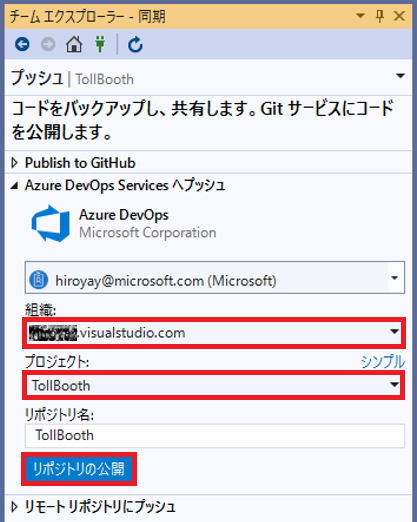 チーム エクスプローラー - 同期
プッシュ | TollBooth
コードをバックアップし、共有します。Git サービスにコード
を公開します。
Publish to GitHub
Azure DevOps Services へプッシュ
Azure DevOps
Microsoft Corporation
hiroyay@microsoft.com (Microsoft)
組織:
.visualstudio.com
プロジェクト:
シンプル
TollBooth
リポジトリ名:
TollBooth
リポジトリの公開
リモート リポジトリにプッシュ